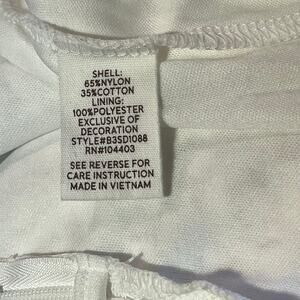 SHELL:
65%NYLON
35%COTTON
LINING:
100%POLYESTER
EXCLUSIVE OF
DECORATION
STYLE#B3SD1088
RN#104403
SEE REVERSE FOR
CARE INSTRUCTION
MADE IN VIETNAM